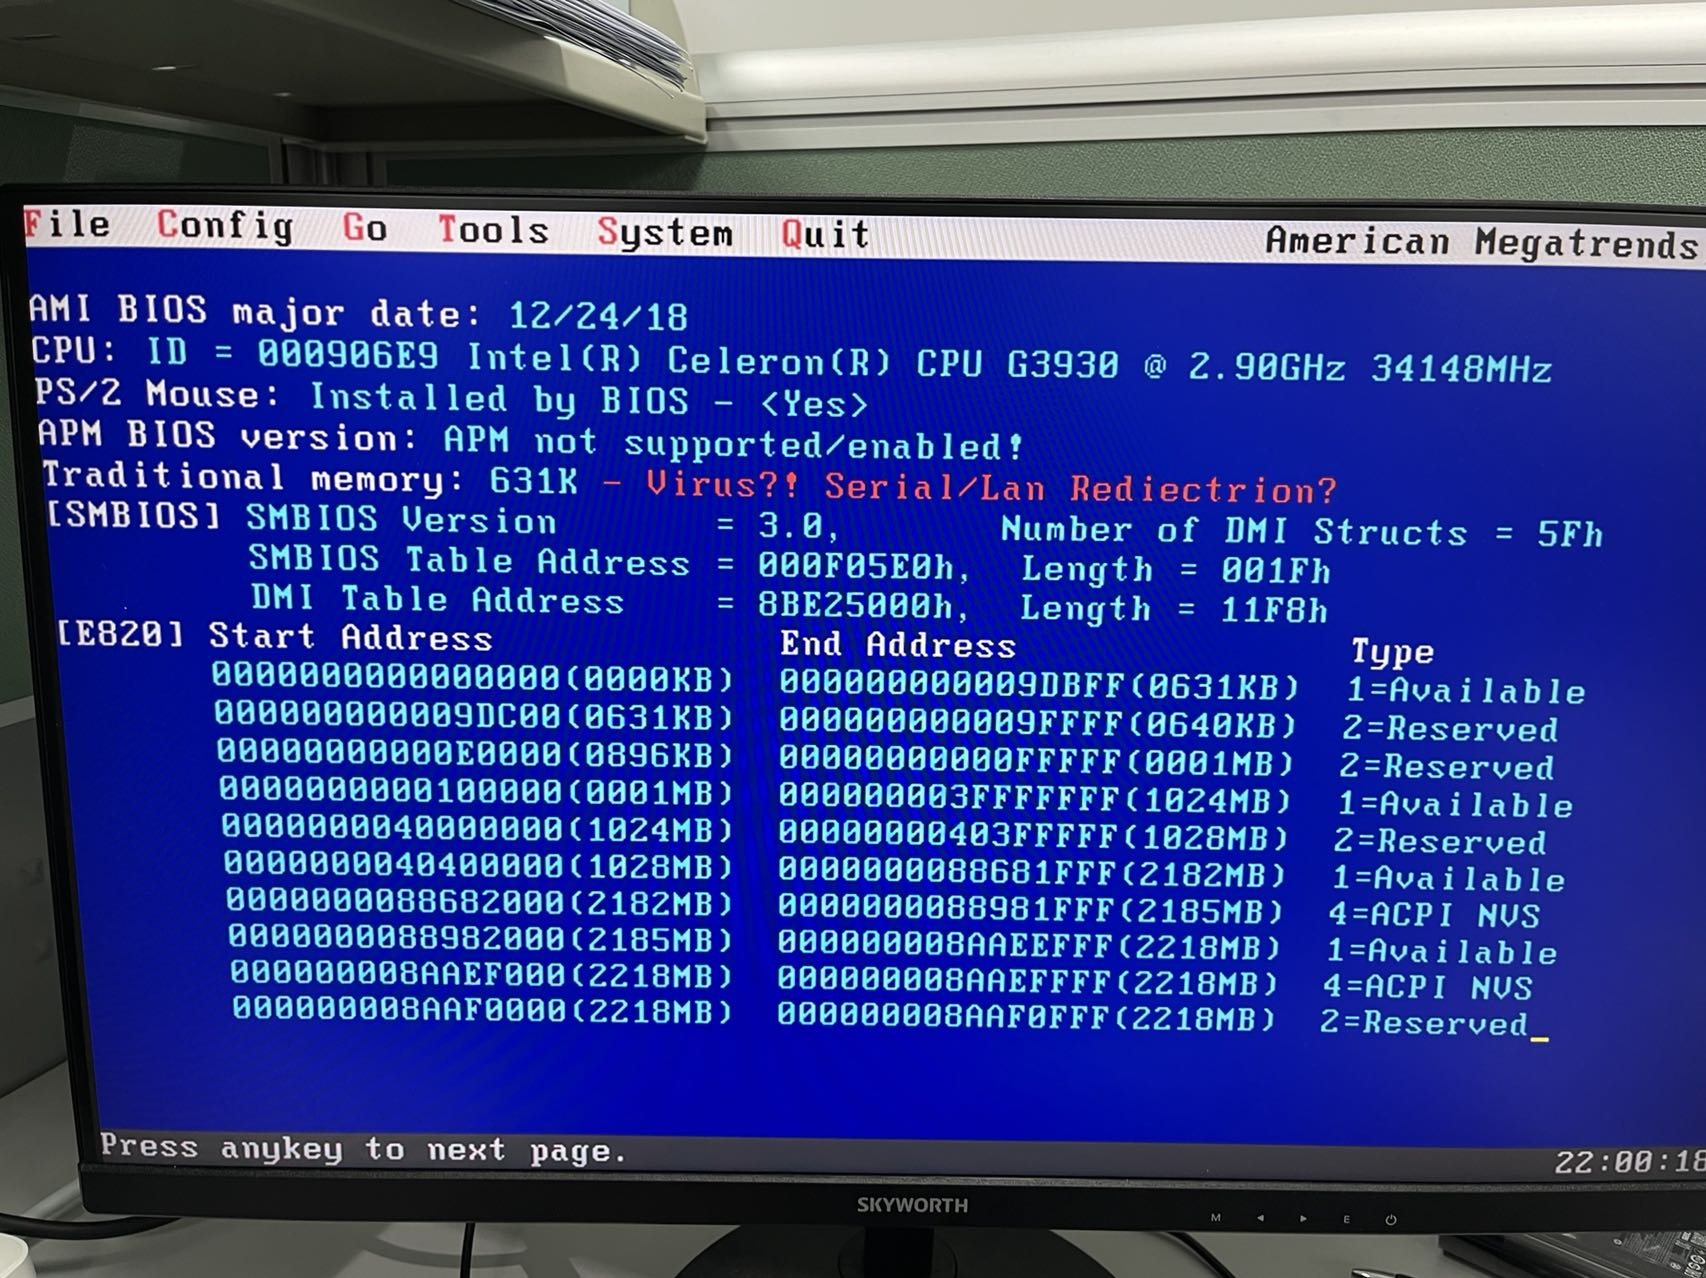 File Config Go Tools System Quit American Megatrends
AMI BIOS major date: 12/24/18
CPU: ID = 000906E9 Intel(R) Celeron(R) CPU G3930 @ 2.90GHz 34148MHz
PS/2 Mouse: Installed by BIOS - <Yes>
APM BIOS version: APM not supported/enabled!
Traditional memory: 631K - Virus?! Serial/Lan Rediectrion?
[SMBIOS] SMBIOS Version = 3.0, Number of DMI Structs = 5Fh
SMBIOS Table Address = 000F05E0h, Length = 001Fh
DMI Table Address = 8BE25000h, Length = 11F8h
[E820] Start Address End Address Type
0000000000000000(0000KB) 000000000009DBFF(0631KB) 1=Available
000000000009DC00(0631KB) 000000000009FFFF(0640KB) 2=Reserved
00000000000E0000(0896KB) 00000000000FFFFF(0001MB) 2=Reserved
0000000000100000(0001MB) 000000003FFFFFFF(1024MB) 1=Available
0000000040000000(1024MB) 00000000403FFFFF(1028MB) 2=Reserved
0000000040400000(1028MB) 0000000088681FFF(2182MB) 1=Available
0000000088682000(2182MB) 0000000088981FFF(2185MB) 4=ACPI NVS
0000000088982000(2185MB) 000000008AAEEFFF(2218MB) 1=Available
000000008AAEF000(2218MB) 000000008AAEFFFF(2218MB) 4=ACPI NVS
000000008AAF0000(2218MB) 000000008AAF0FFF(2218MB) 2=Reserved_
Press anykey to next page. 22:00:18
SKYWORTH
M E